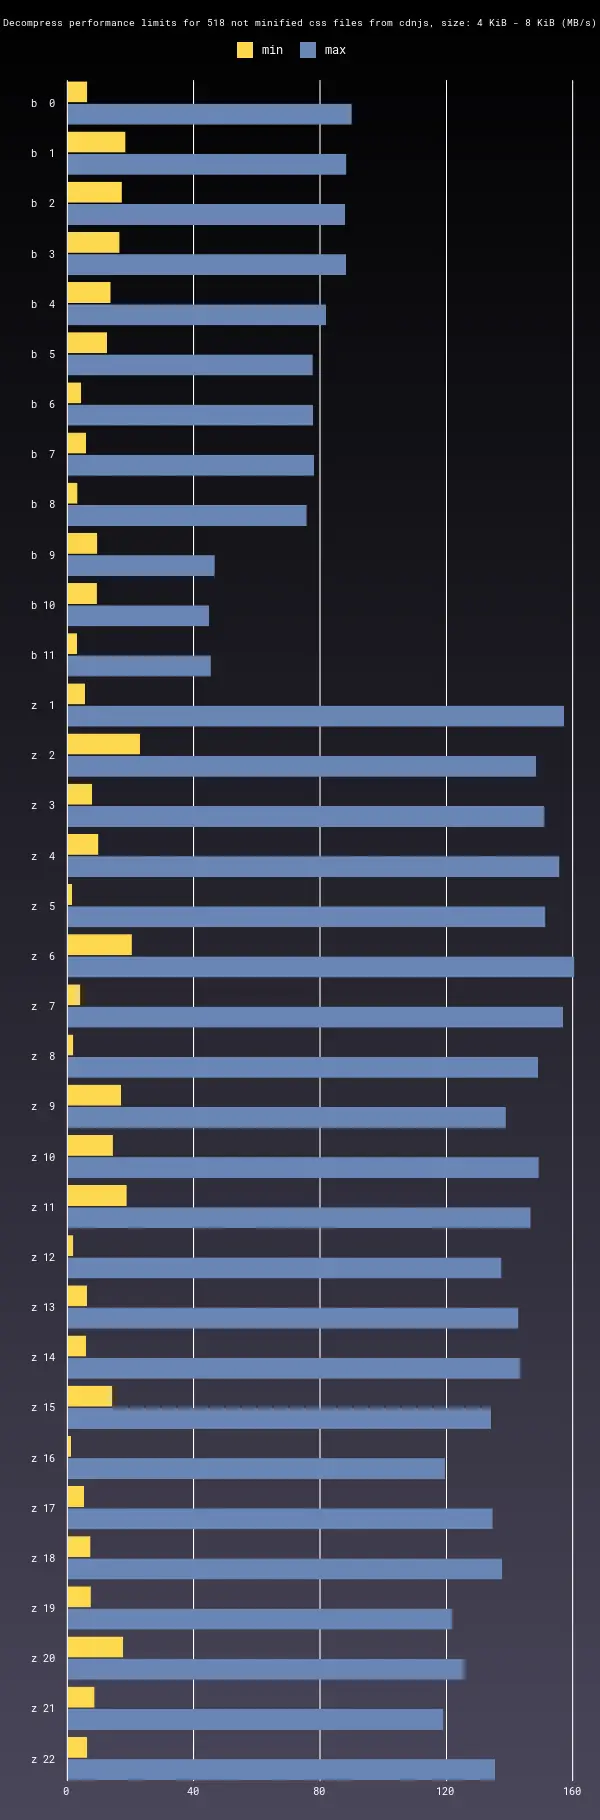 Decompress performance limits for 518 not minified css files from cdnjs, size: 4 KiB - 8 KiB (MB/s)
min max
b 0
b 1
b 2
b 3
b 4
b 5
b 6
b 7
b 8
b 9
b 10
b 11
z 1
z 2
z 3
z 4
z 5
z 6
z 7
z 8
z 9
z 10
z 11
z 12
z 13
z 14
z 15
z 16
z 17
z 18
z 19
z 20
z 21
z 22
0 40 80 120 160